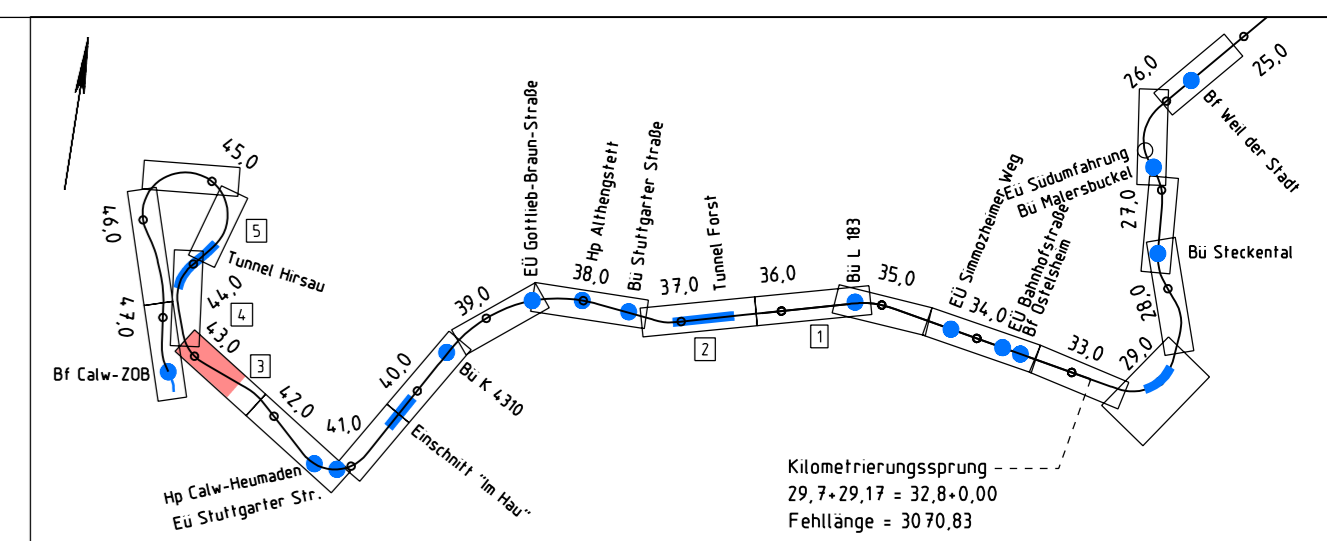 25,0
26,0
Bf Weil der Stadt
EÜ Südumfahrung
Bü Malersbuckel
27,0
Bü Steckental
28,0
29,0
EÜ Simmozheimer Weg
34,0
EÜ Bahnhofstraße
Bf Ostelsheim
33,0
Bü L 183
35,0
36,0
1
Tunnel Forst
37,0
2
EÜ Gottlieb-Braun-Straße
Hp Althengstett
38,0
Bü Stuttgarter Straße
39,0
Bü K 4310
40,0
Einschnitt "Im Hau"
41,0
Hp Calw-Heumaden
EÜ Stuttgarter Str.
42,0
3
43,0
4
44,0
Tunnel Hirsau
5
45,0
46,0
47,0
Bf Calw-ZOB
Kilometrierungssprung
29,7+29,17 = 32,8+0,00
Fehllänge = 3070,83